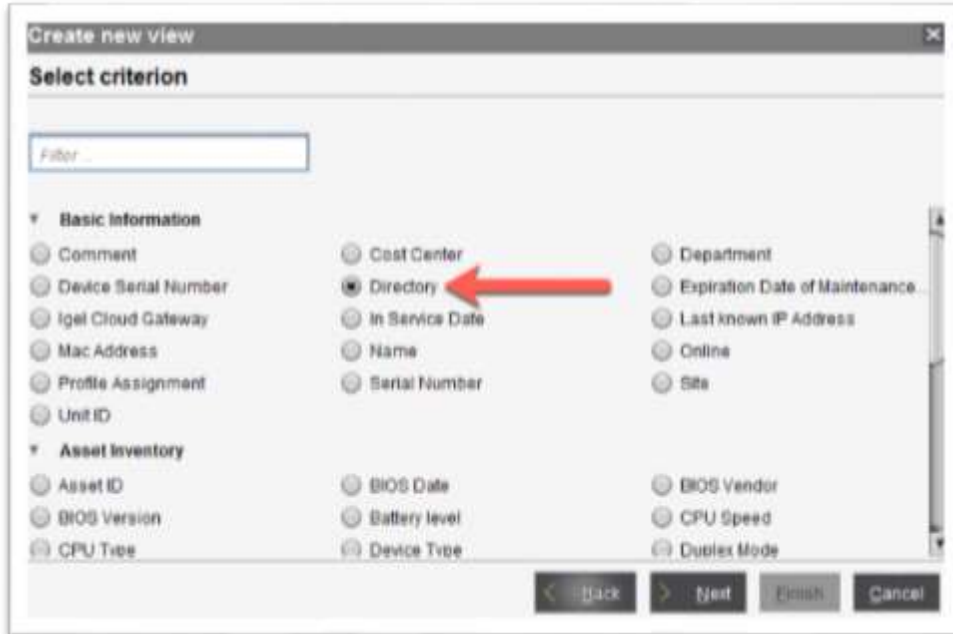 Create new view
Select criterion
Filter ...
Basic Information
Comment Cost Center Department
Device Serial Number Directory Expiration Date of Maintenance...
Igel Cloud Gateway In Service Date Last known IP Address
Mac Address Name Online
Profile Assignment Serial Number Site
Unit ID
Asset Inventory
Asset ID BIOS Date BIOS Vendor
BIOS Version Battery level CPU Speed
CPU Type Device Type Duplex Mode
Back Next Finish Cancel